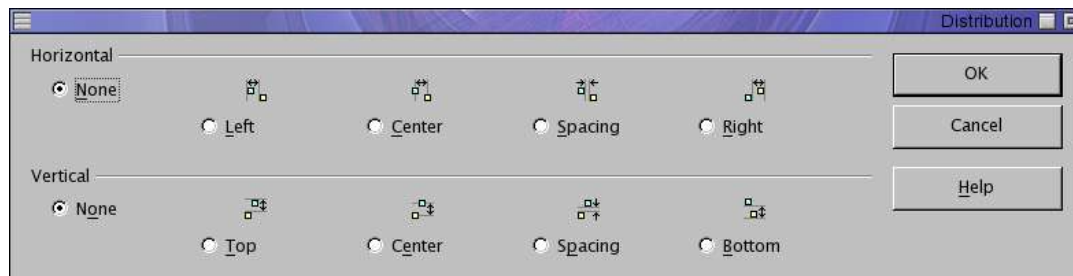 Distribution
Horizontal
None
Left
Center
Spacing
Right
Vertical
None
Top
Center
Spacing
Bottom
OK
Cancel
Help